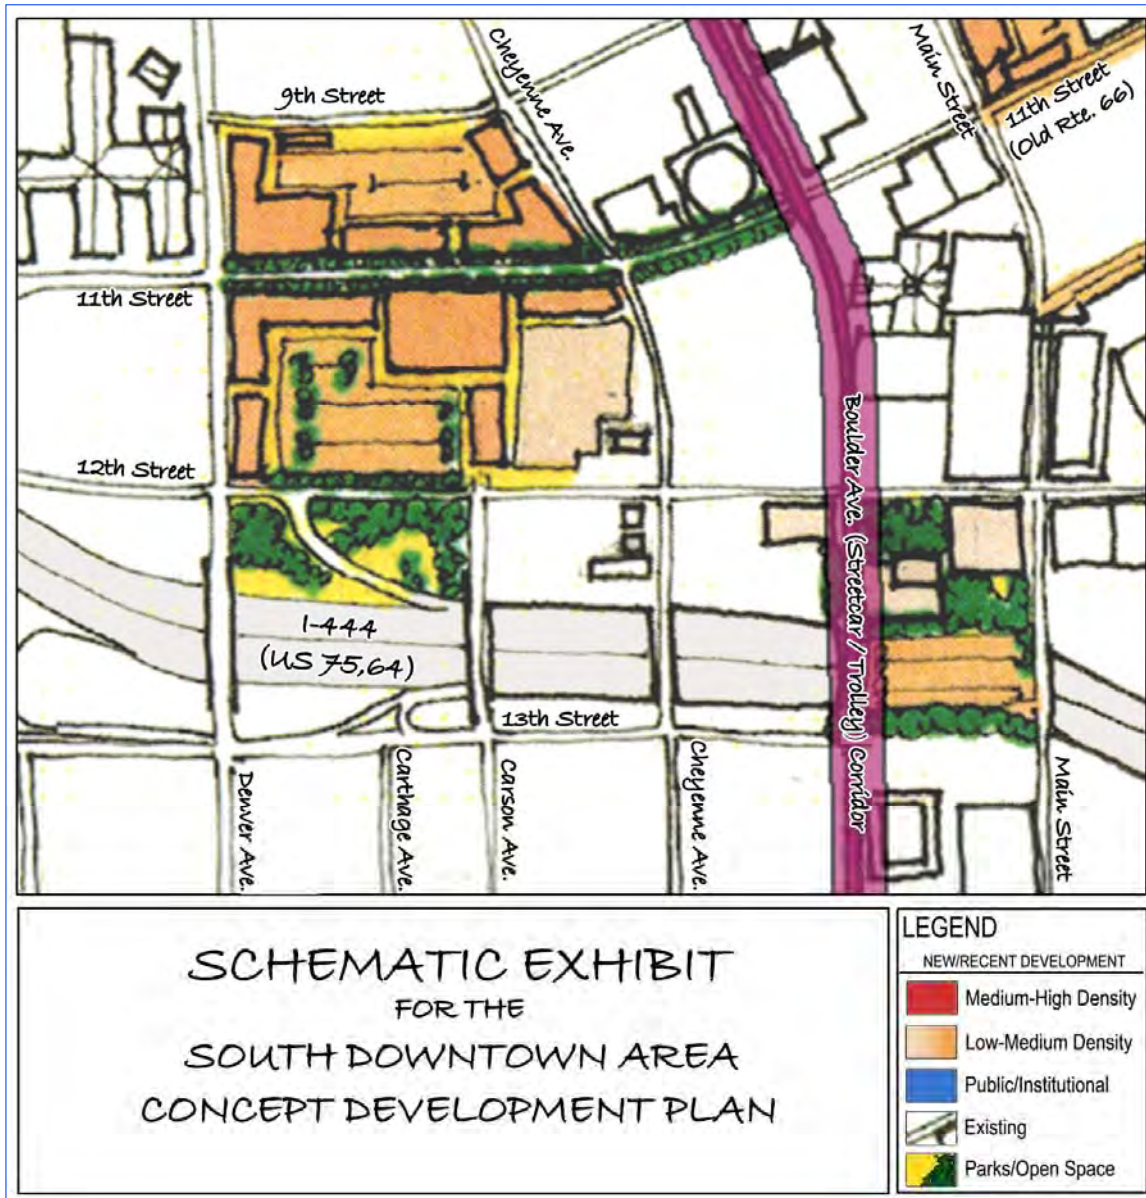 9th Street
Cheyenne Ave.
Main Street
11th Street
(Old Rte. 66)
11th Street
12th Street
Boulder Ave. (Streetcar / Trolley) Corridor
I-444
(US 75,64)
13th Street
Denver Ave.
Carthage Ave.
Carson Ave.
Cheyenne Ave.
Main Street
SCHEMATIC EXHIBIT
FOR THE
SOUTH DOWNTOWN AREA
CONCEPT DEVELOPMENT PLAN
LEGEND
NEW/RECENT DEVELOPMENT
Medium-High Density
Low-Medium Density
Public/Institutional
Existing
Parks/Open Space